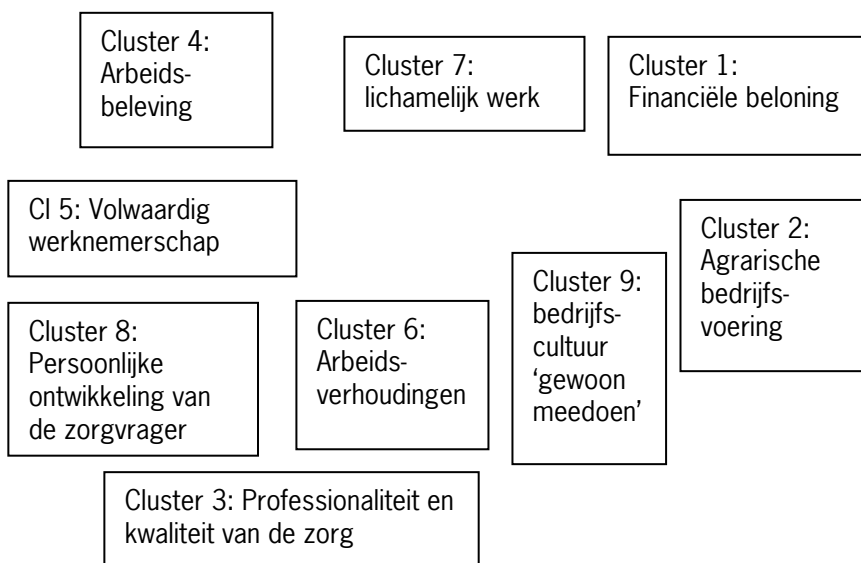 Cluster 4:
Arbeids-
beleving
Cluster 7:
lichamelijk werk
Cluster 1:
Financiële beloning
Cl 5: Volwaardig
werknemerschap
Cluster 2:
Agrarische
bedrijfs-
voering
Cluster 9:
bedrijfs-
cultuur
‘gewoon
meedoen’
Cluster 8:
Persoonlijke
ontwikkeling van
de zorgvrager
Cluster 6:
Arbeids-
verhoudingen
Cluster 3: Professionaliteit en
kwaliteit van de zorg